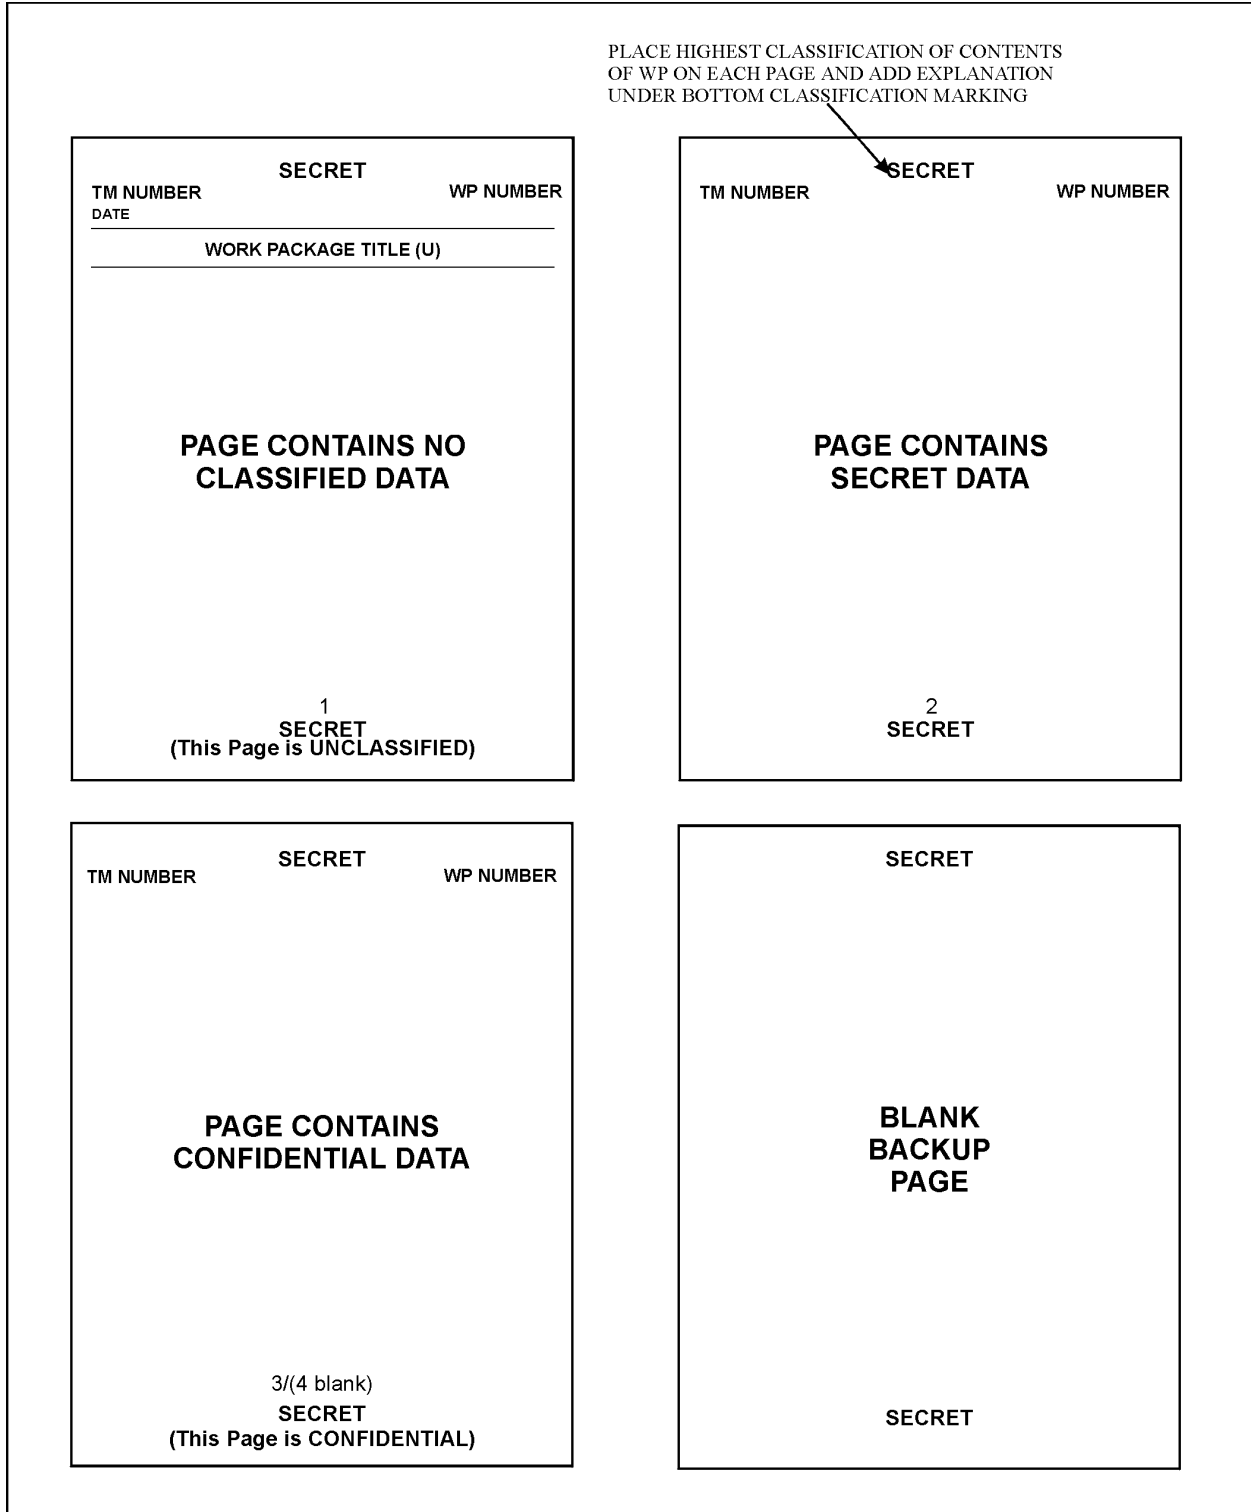 PLACE HIGHEST CLASSIFICATION OF CONTENTS
OF WP ON EACH PAGE AND ADD EXPLANATION
UNDER BOTTOM CLASSIFICATION MARKING
SECRET
TM NUMBER WP NUMBER
DATE
WORK PACKAGE TITLE (U)
PAGE CONTAINS NO
CLASSIFIED DATA
1
SECRET
(This Page is UNCLASSIFIED)
SECRET
TM NUMBER WP NUMBER
PAGE CONTAINS
SECRET DATA
2
SECRET
SECRET
TM NUMBER WP NUMBER
PAGE CONTAINS
CONFIDENTIAL DATA
3/(4 blank)
SECRET
(This Page is CONFIDENTIAL)
SECRET
BLANK
BACKUP
PAGE
SECRET